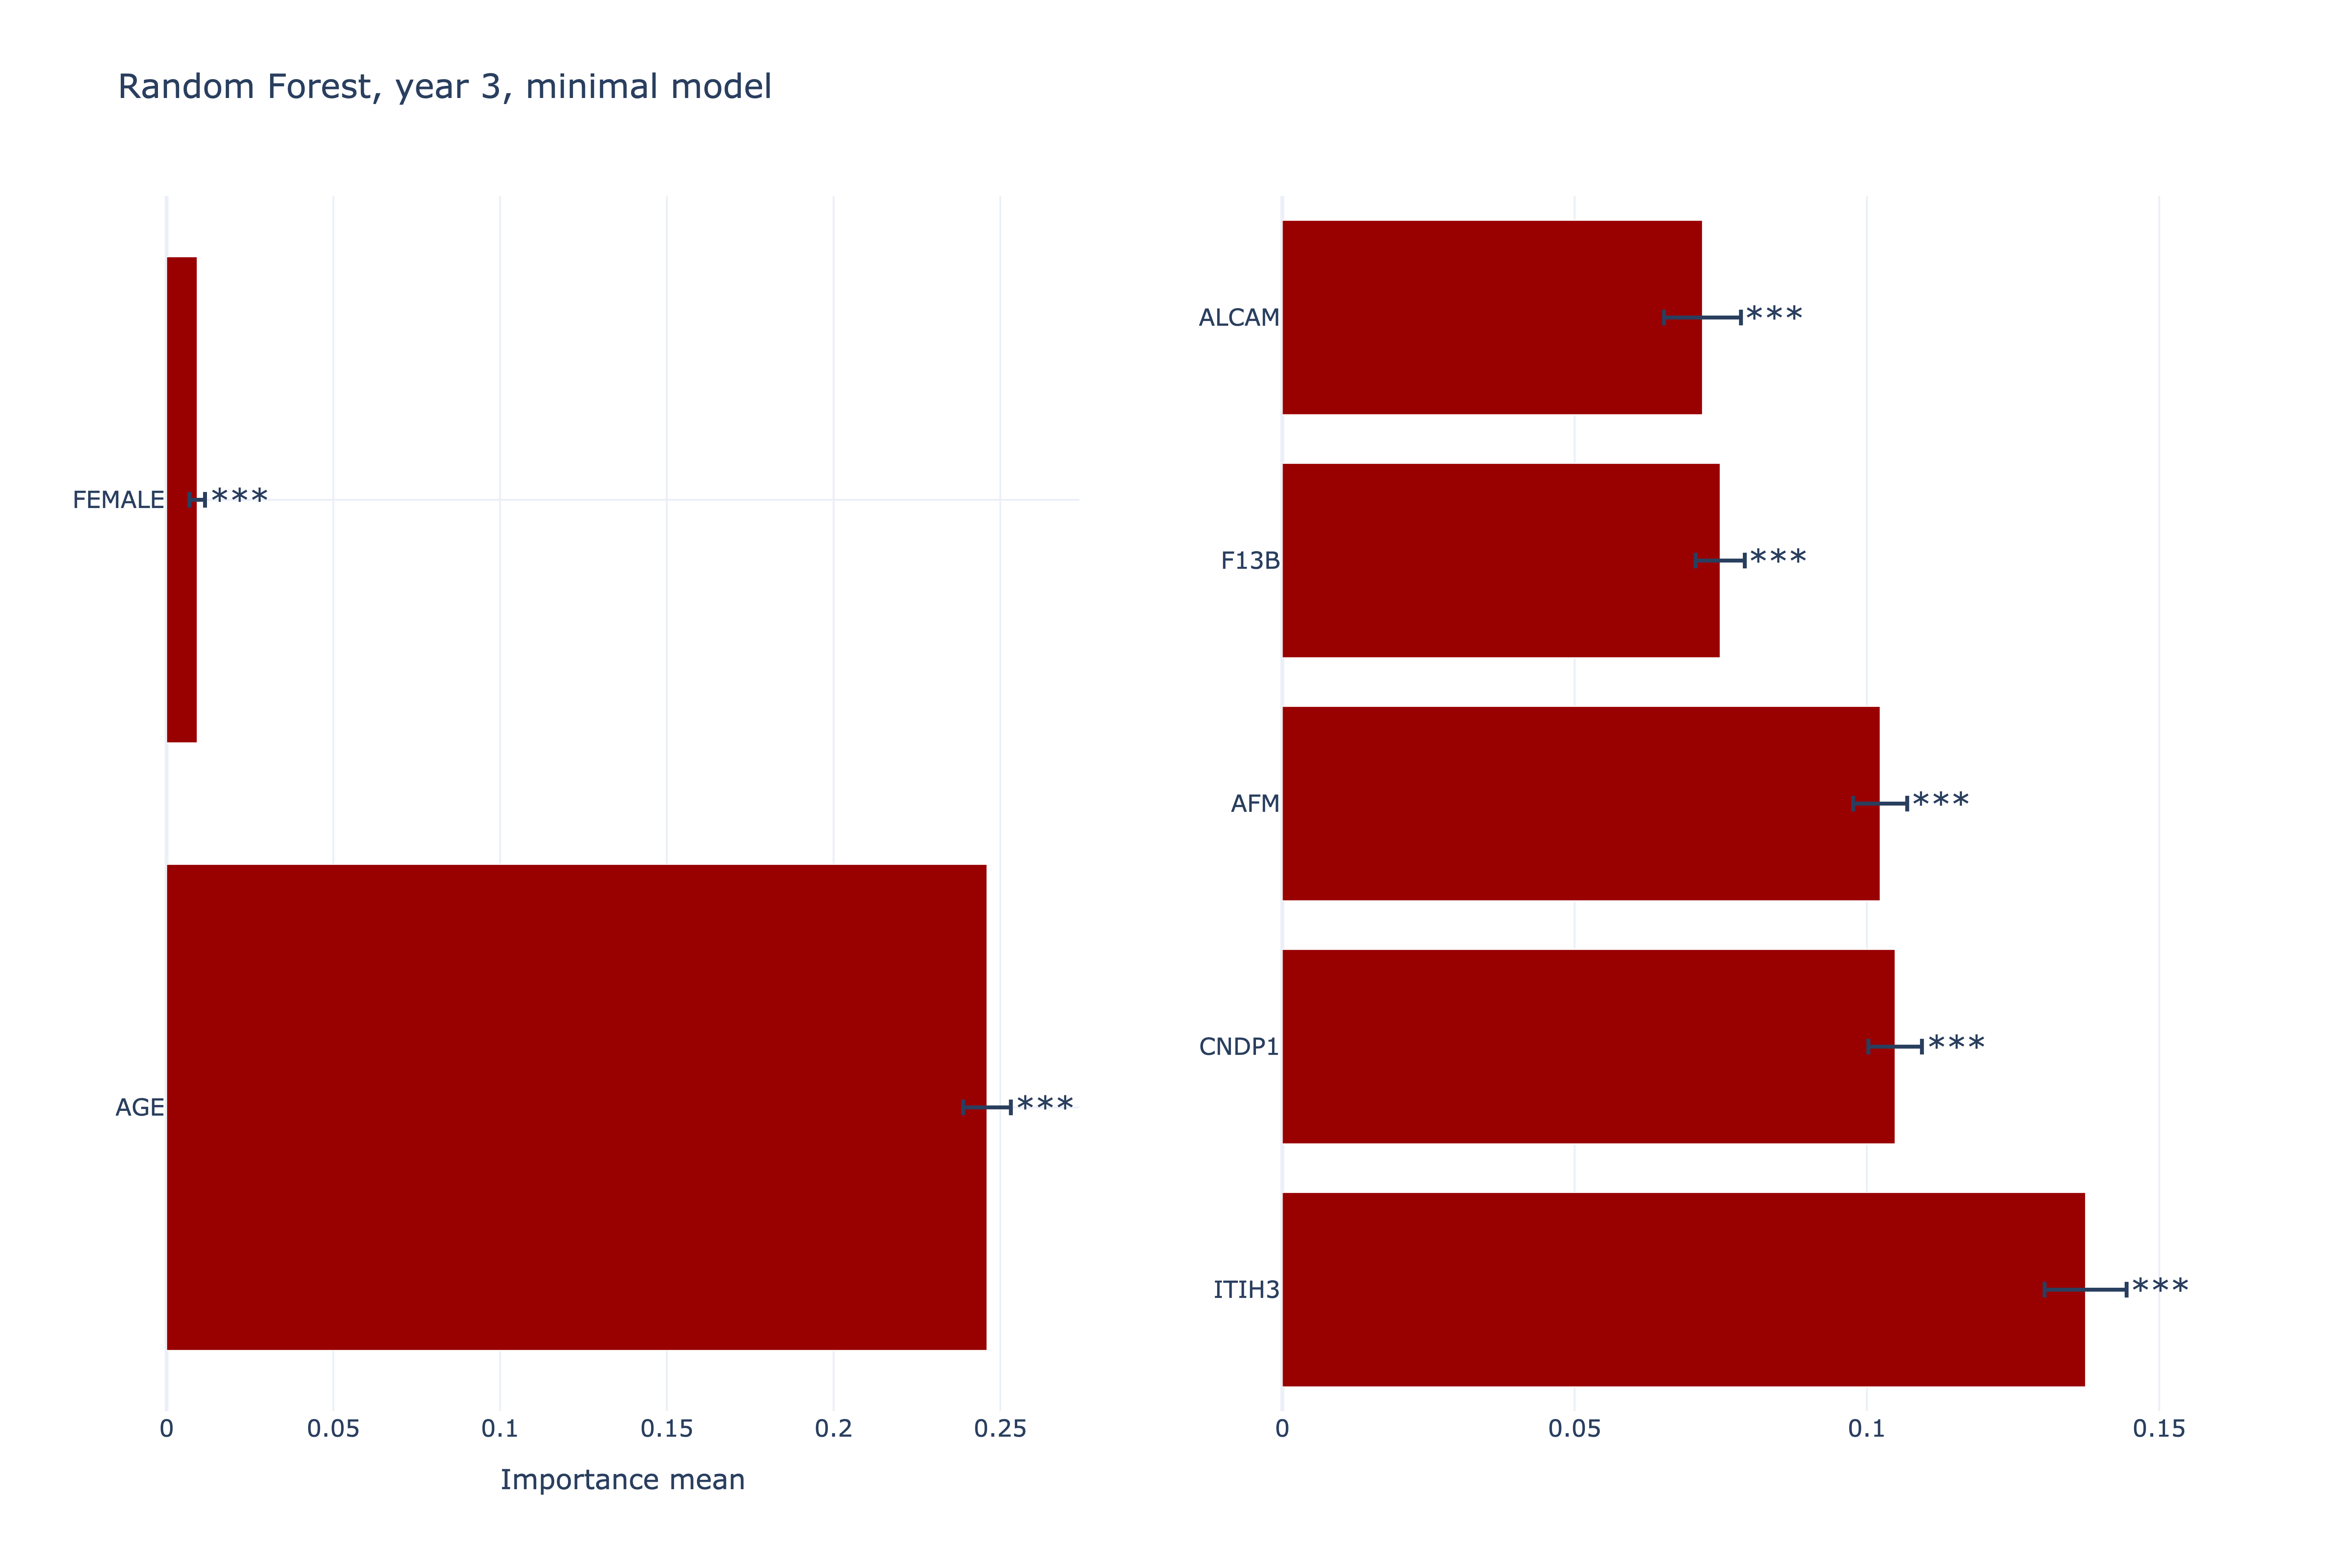 Random Forest, year 3, minimal model
FEMALE
***
AGE
***
0 0.05 0.1 0.15 0.2 0.25
Importance mean
ALCAM
***
F13B
***
AFM
***
CNDP1
***
ITIH3
***
0 0.05 0.1 0.15